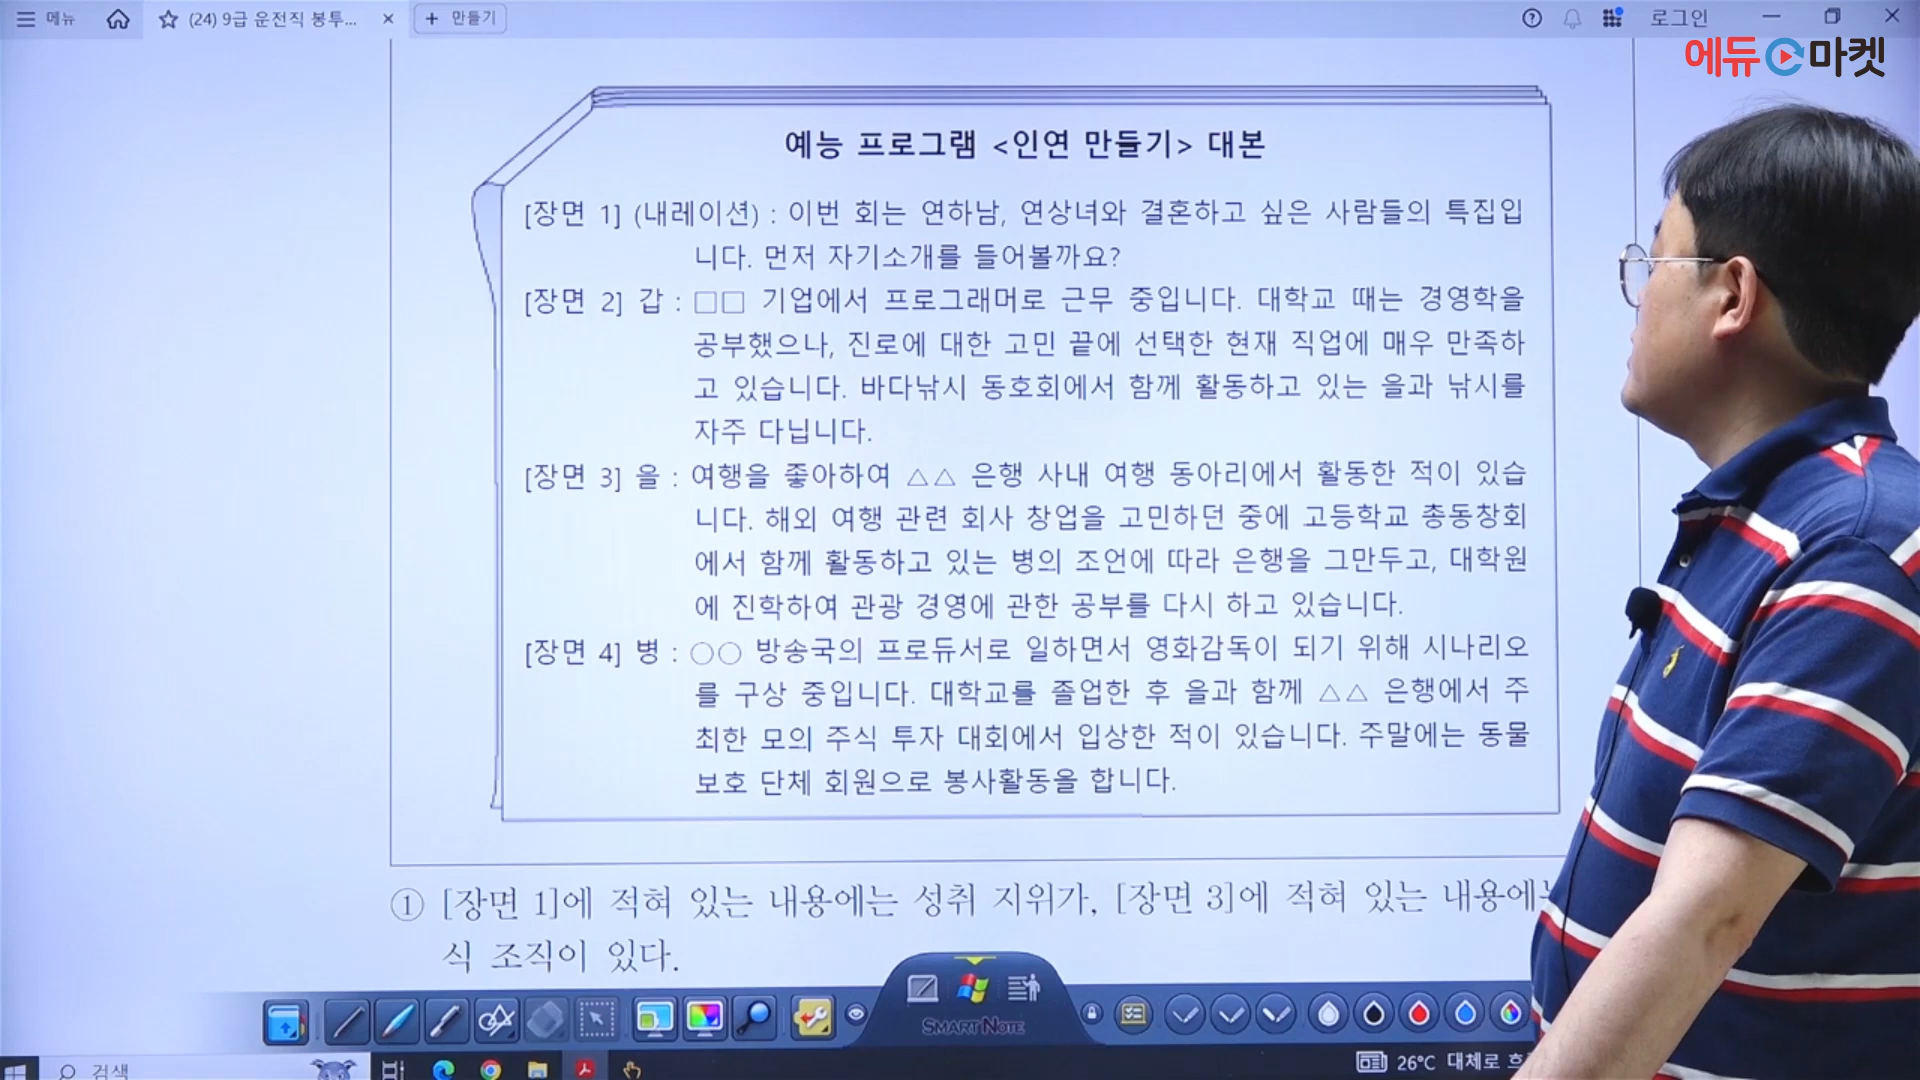 메뉴
(24) 9급 운전직 봉투...
만들기
로그인
에듀 마켓
예능 프로그램 <인연 만들기> 대본
[장면 1] (내레이션) : 이번 회는 연하남, 연상녀와 결혼하고 싶은 사람들의 특집입
니다. 먼저 자기소개를 들어볼까요?
[장면 2] 갑 : □□ 기업에서 프로그래머로 근무 중입니다. 대학교 때는 경영학을
공부했으나, 진로에 대한 고민 끝에 선택한 현재 직업에 매우 만족하
고 있습니다. 바다낚시 동호회에서 함께 활동하고 있는 을과 낚시를
자주 다닙니다.
[장면 3] 을 : 여행을 좋아하여 △△ 은행 사내 여행 동아리에서 활동한 적이 있습
니다. 해외 여행 관련 회사 창업을 고민하던 중에 고등학교 총동창회
에서 함께 활동하고 있는 병의 조언에 따라 은행을 그만두고, 대학원
에 진학하여 관광 경영에 관한 공부를 다시 하고 있습니다.
[장면 4] 병 : ○○ 방송국의 프로듀서로 일하면서 영화감독이 되기 위해 시나리오
를 구상 중입니다. 대학교를 졸업한 후 을과 함께 △△ 은행에서 주
최한 모의 주식 투자 대회에서 입상한 적이 있습니다. 주말에는 동물
보호 단체 회원으로 봉사활동을 합니다.
① [장면 1]에 적혀 있는 내용에는 성취 지위가, [장면 3]에 적혀 있는 내용에는
식 조직이 있다.
SMART NOTE
검색
26°C 대체로